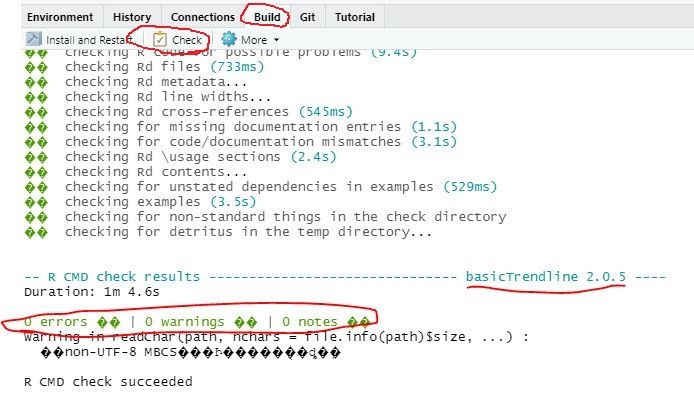 Environment History Connections Build Git Tutorial
Install and Restart Check More
�� checking R code for possible problems (9.4s)
�� checking Rd files (733ms)
�� checking Rd metadata...
�� checking Rd line widths...
�� checking Rd cross-references (545ms)
�� checking for missing documentation entries (1.1s)
�� checking for code/documentation mismatches (3.1s)
�� checking Rd \usage sections (2.4s)
�� checking Rd contents...
�� checking for unstated dependencies in examples (529ms)
�� checking examples (3.5s)
�� checking for non-standard things in the check directory
�� checking for detritus in the temp directory...
-- R CMD check results ------------------------------- basicTrendline 2.0.5 ----
Duration: 1m 4.6s
0 errors �� | 0 warnings �� | 0 notes ��
Warning in readChar(path, nchars = file.info(path)$size, ...) :
��non-UTF-8 MBCS���
R CMD check succeeded